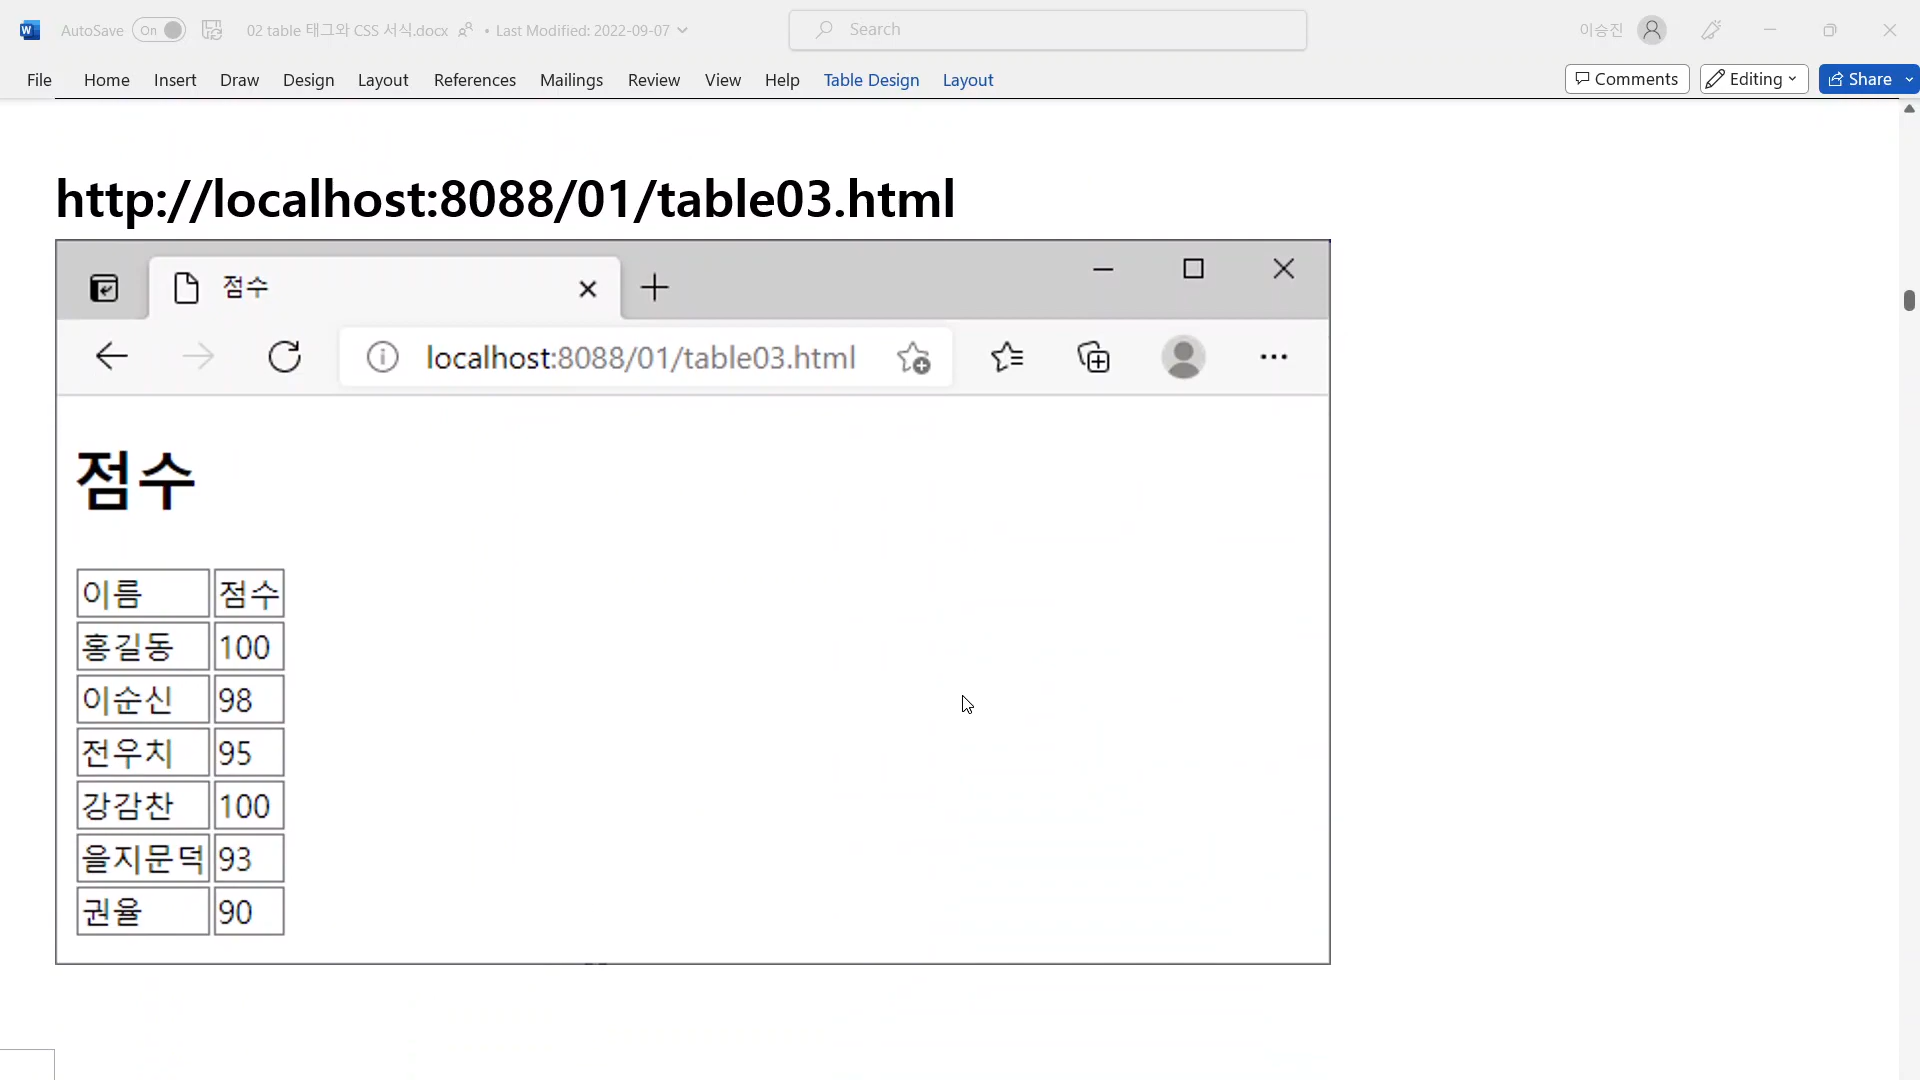 AutoSave On 02 table 태그와 CSS 서식.docx • Last Modified: 2022-09-07 Search 이승진
File Home Insert Draw Design Layout References Mailings Review View Help Table Design Layout Comments Editing Share
http://localhost:8088/01/table03.html
점수
localhost:8088/01/table03.html
점수
이름 점수
홍길동 100
이순신 98
전우치 95
강감찬 100
을지문덕 93
권율 90